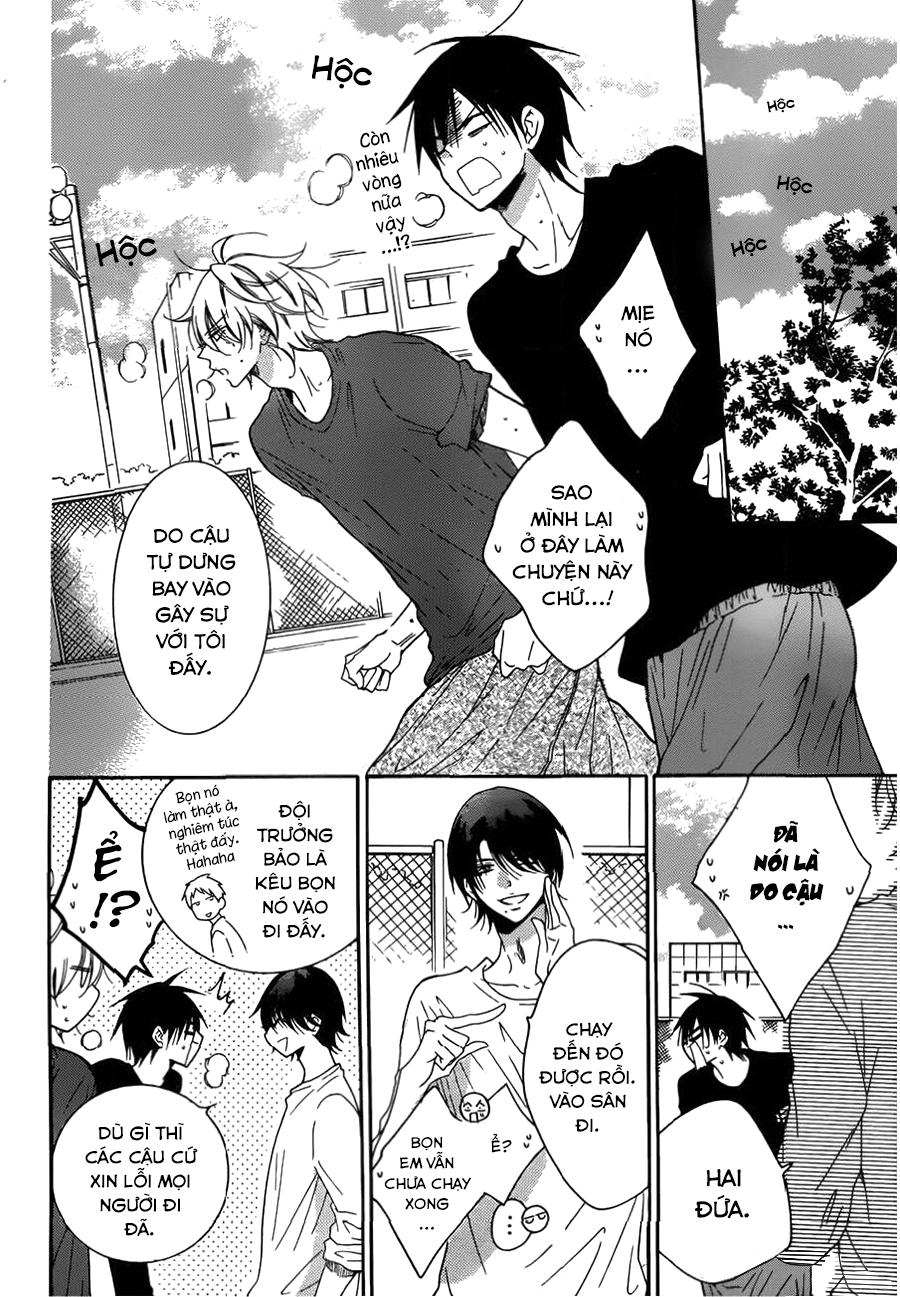 HỘC
HỘC
HỘC
HỘC
HỘC
Còn
nhiêu
vòng
nữa
vậy
...!?
MỊE
NÓ
...
SAO
MÌNH LẠI
Ở ĐÂY LÀM
CHUYỆN NÀY
CHỨ...!
DO CẬU
TỰ DƯNG
BAY VÀO
GÂY SỰ
VỚI TÔI
ĐẤY.
ĐÃ
NÓI LÀ
DO CẬU
...
HAI
ĐỨA.
CHẠY
ĐẾN ĐÓ
ĐƯỢC RỒI.
VÀO SÂN
ĐI.
Ể?
BỌN
EM VẪN
CHƯA CHẠY
XONG
...
...
ĐỘI
TRƯỞNG
BẢO LÀ
KÊU BỌN
NÓ VÀO
ĐI ĐẤY.
Bọn nó
làm thật à,
nghiêm túc
thật đấy.
Hahaha
Ể
!?
DÙ GÌ THÌ
CÁC CẬU CỨ
XIN LỖI MỌI
NGƯỜI ĐI
ĐÃ.